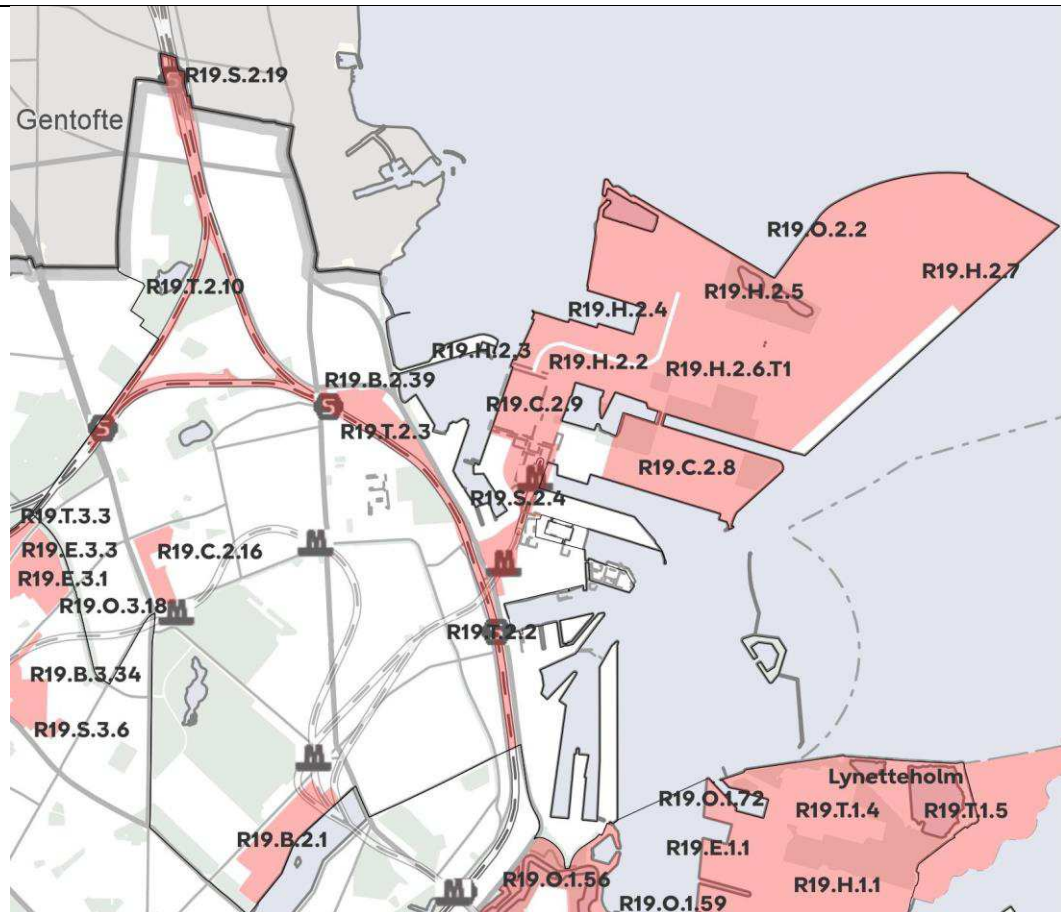 R19.S.2.19
Gentofte
R19.O.2.2
R19.H.2.7
R19.T.2.10
R19.H.2.5
R19.H.2.4
R19.H.2.3
R19.H.2.2
R19.H.2.6.T1
R19.B.2.39
S
R19.C.2.9
S
R19.T.2.3
R19.C.2.8
M
R19.S.2.4
R19.T.3.3
M
R19.E.3.3
R19.C.2.16
M
R19.E.3.1
R19.O.3.18
M
R19.T.2.2
R19.B.3.34
R19.S.3.6
M
Lynetteholm
R19.O.1.72
R19.T.1.4
R19.T.1.5
R19.B.2.1
R19.E.1.1
R19.O.1.56
R19.H.1.1
M
R19.O.1.59